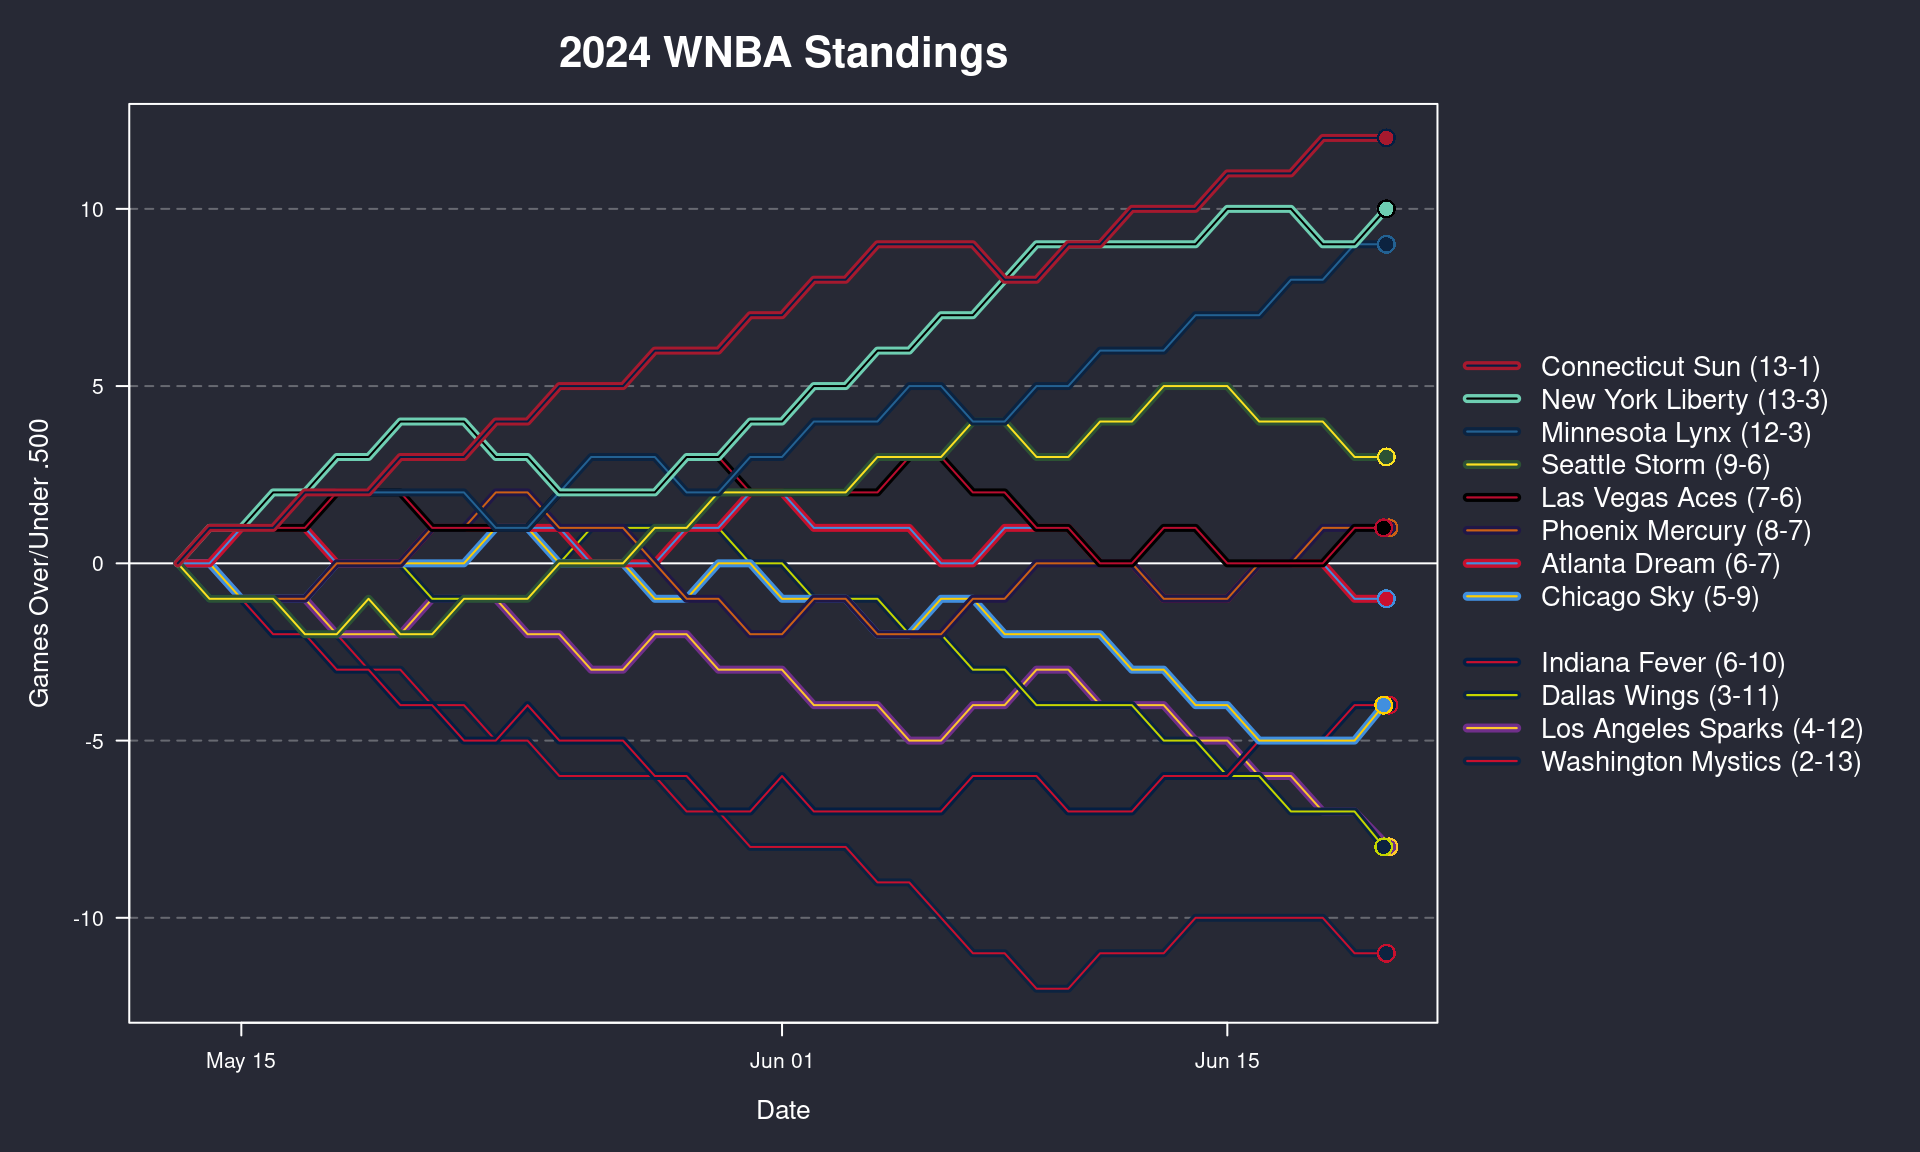 2024 WNBA Standings
Games Over/Under .500
10
5
0
-5
-10
May 15
Jun 01
Jun 15
Date
Connecticut Sun (13-1)
New York Liberty (13-3)
Minnesota Lynx (12-3)
Seattle Storm (9-6)
Las Vegas Aces (7-6)
Phoenix Mercury (8-7)
Atlanta Dream (6-7)
Chicago Sky (5-9)
Indiana Fever (6-10)
Dallas Wings (3-11)
Los Angeles Sparks (4-12)
Washington Mystics (2-13)